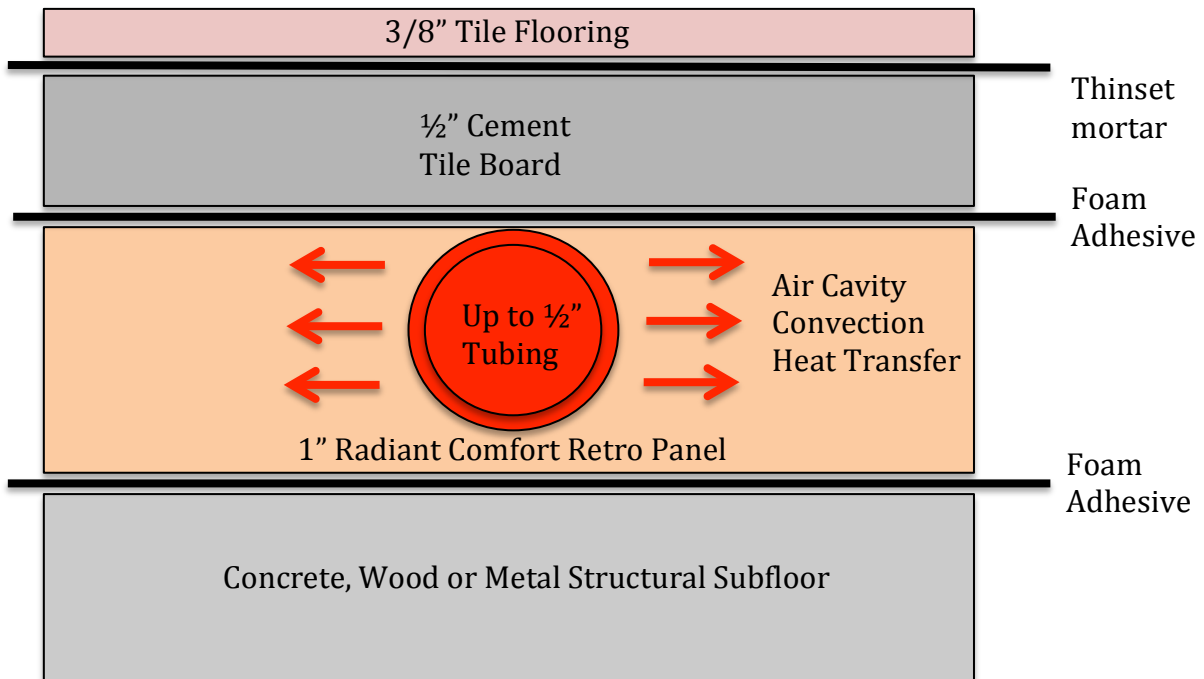 3/8” Tile Flooring
Thinset
mortar
½” Cement
Tile Board
Foam
Adhesive
Up to ½”
Tubing
Air Cavity
Convection
Heat Transfer
1” Radiant Comfort Retro Panel
Foam
Adhesive
Concrete, Wood or Metal Structural Subfloor